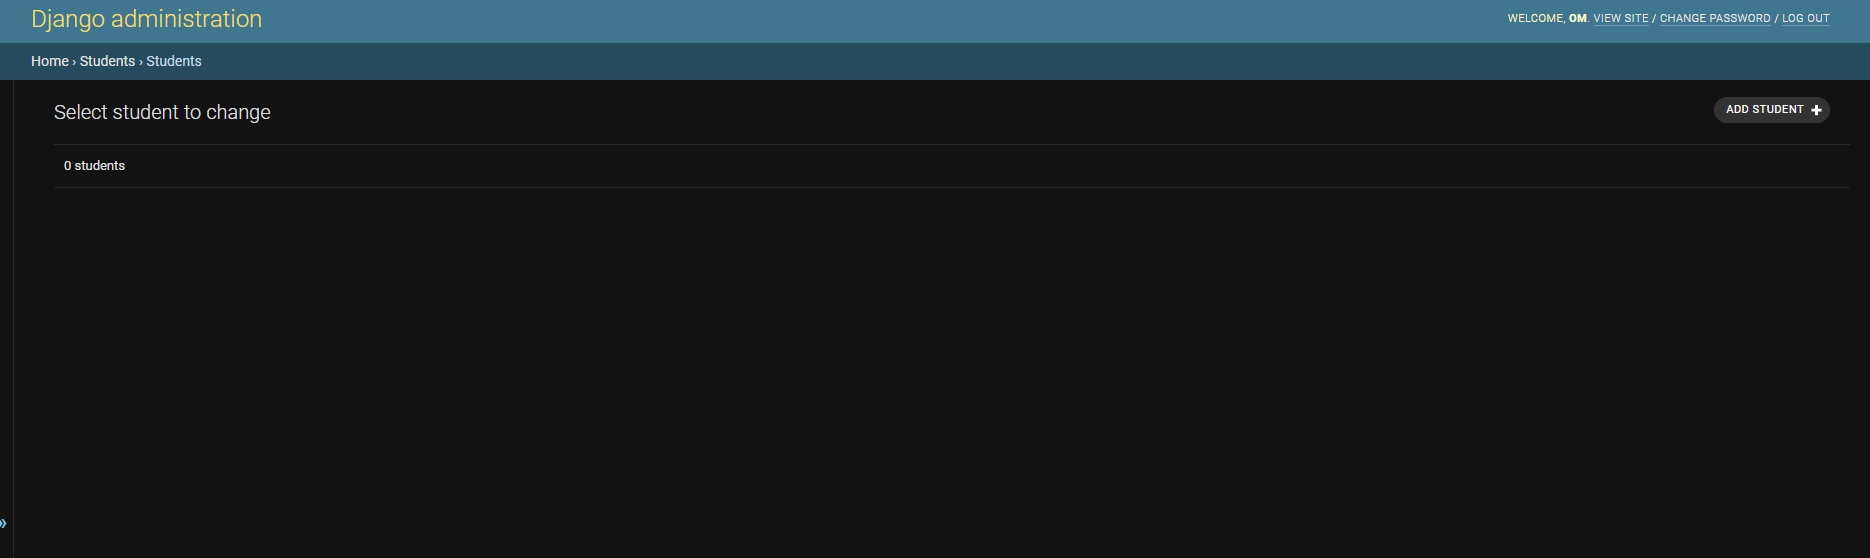 Django administration
WELCOME, OM. VIEW SITE / CHANGE PASSWORD / LOG OUT
Home › Students › Students
Select student to change
ADD STUDENT +
0 students
»